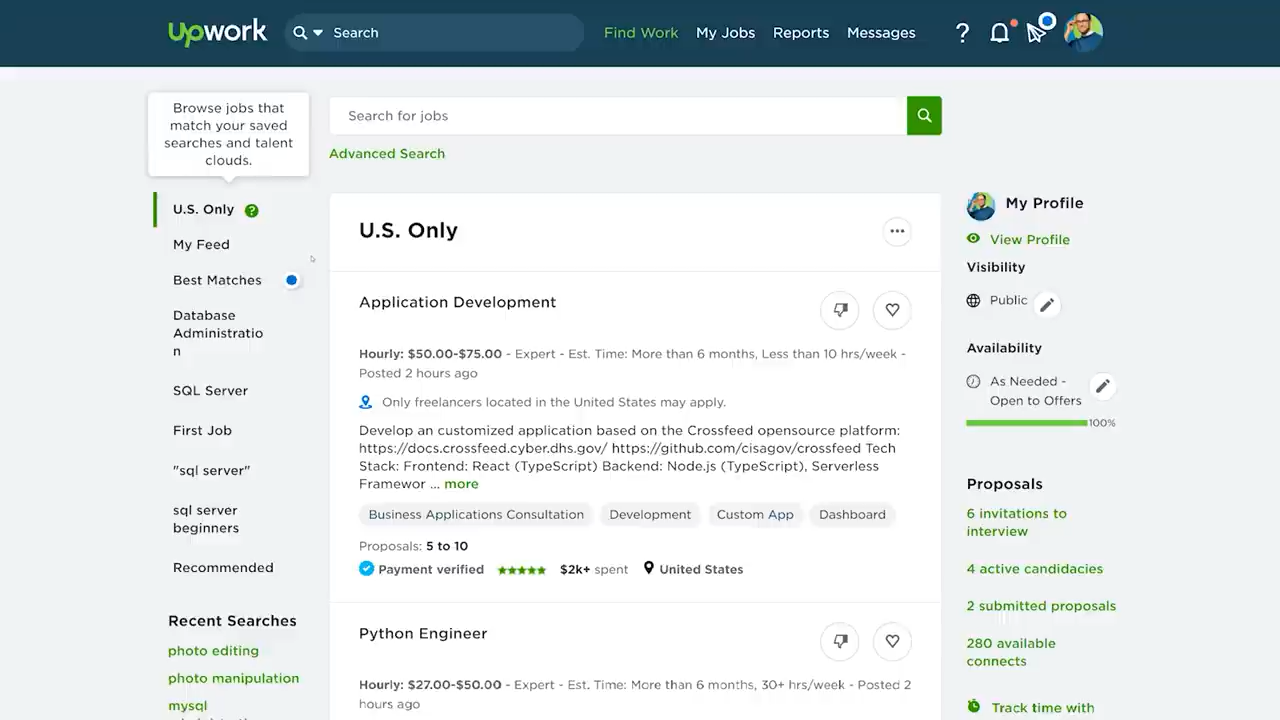 upwork
Search
Find Work
My Jobs
Reports
Messages
?
Browse jobs that
match your saved
searches and talent
clouds.
Search for jobs
Advanced Search
U.S. Only ?
My Feed
Best Matches
Database
Administratio
n
SQL Server
First Job
"sql server"
sql server
beginners
Recommended
Recent Searches
photo editing
photo manipulation
mysql
U.S. Only
Application Development
Hourly: $50.00-$75.00 - Expert - Est. Time: More than 6 months, Less than 10 hrs/week -
Posted 2 hours ago
Only freelancers located in the United States may apply.
Develop an customized application based on the Crossfeed opensource platform:
https://docs.crossfeed.cyber.dhs.gov/ https://github.com/cisagov/crossfeed Tech
Stack: Frontend: React (TypeScript) Backend: Node.js (TypeScript), Serverless
Framewor ... more
Business Applications Consultation
Development
Custom App
Dashboard
Proposals: 5 to 10
Payment verified
$2k+ spent
United States
Python Engineer
Hourly: $27.00-$50.00 - Expert - Est. Time: More than 6 months, 30+ hrs/week - Posted 2
hours ago
My Profile
View Profile
Visibility
Public
Availability
As Needed -
Open to Offers
100%
Proposals
6 invitations to
interview
4 active candidacies
2 submitted proposals
280 available
connects
Track time with